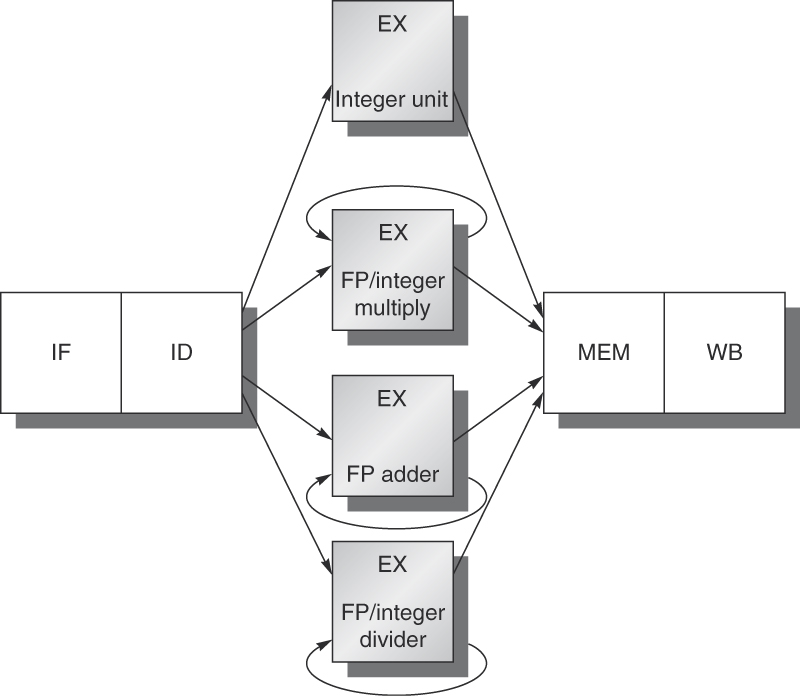 EX
Integer unit
EX
FP/integer
multiply
IF
ID
MEM
WB
EX
FP adder
EX
FP/integer
divider